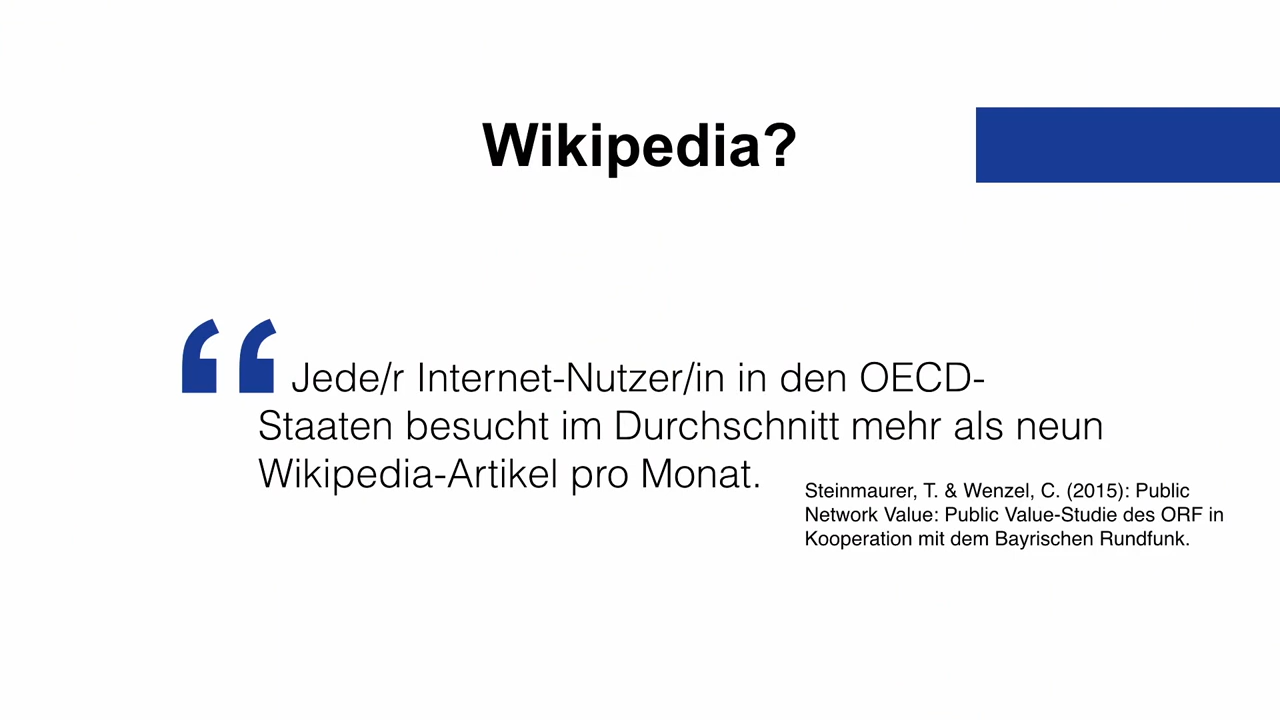 Wikipedia?
“ Jede/r Internet-Nutzer/in in den OECD-
Staaten besucht im Durchschnitt mehr als neun
Wikipedia-Artikel pro Monat.
Steinmaurer, T. & Wenzel, C. (2015): Public
Network Value: Public Value-Studie des ORF in
Kooperation mit dem Bayrischen Rundfunk.